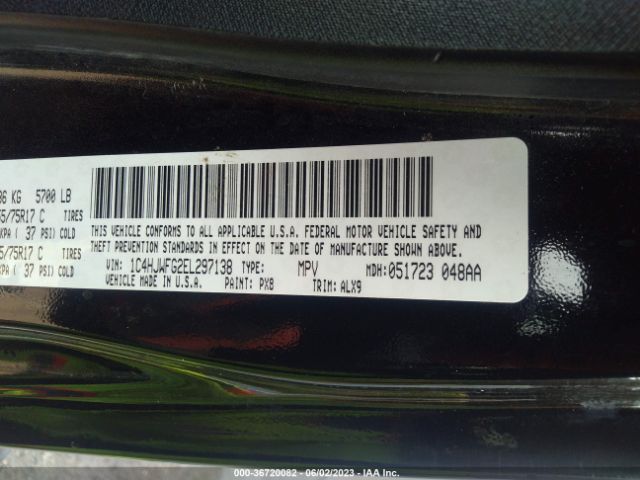 36 KG 5700 LB
5/75R17 C TIRES
KPA ( 37 PSI) COLD
5/75R17 C TIRES
KPA ( 37 PSI) COLD
THIS VEHICLE CONFORMS TO ALL APPLICABLE U.S.A. FEDERAL MOTOR VEHICLE SAFETY AND
THEFT PREVENTION STANDARDS IN EFFECT ON THE DATE OF MANUFACTURE SHOWN ABOVE.
VIN: 1C4HJWFG2EL297138 TYPE: MPV MDH: 051723 048AA
VEHICLE MADE IN U.S.A. PAINT: PX8 TRIM: ALX9
000-36720082 - 06/02/2023 - IAA Inc.